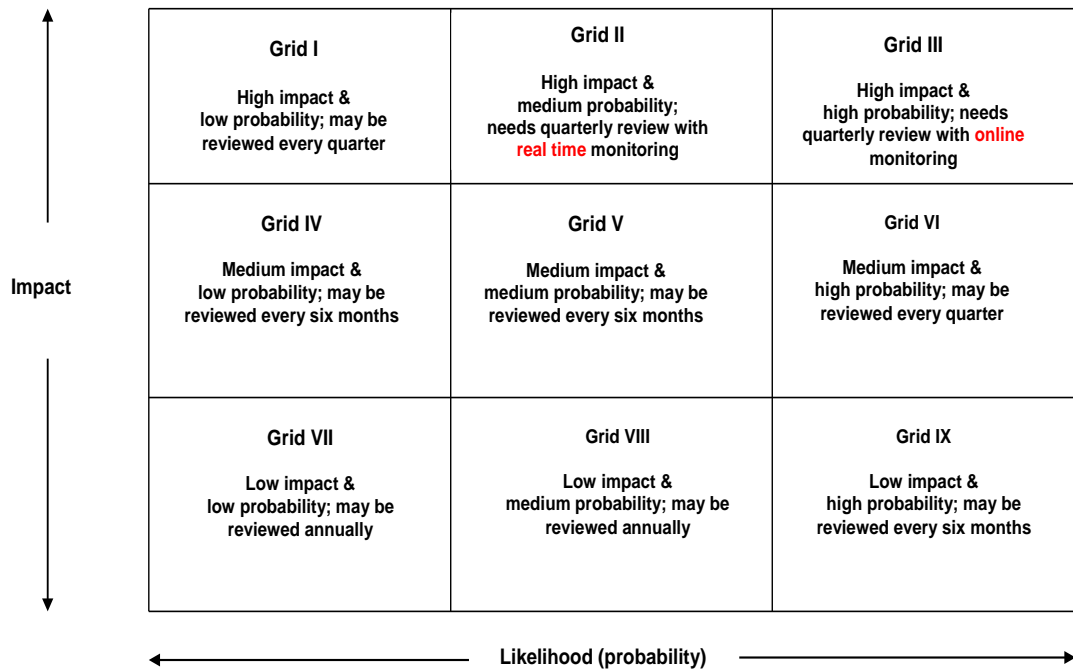 Grid I
High impact &
low probability; may be
reviewed every quarter
Grid II
High impact &
medium probability;
needs quarterly review with
real time monitoring
Grid III
High impact &
high probability; needs
quarterly review with online
monitoring
Impact
Grid IV
Medium impact &
low probability; may be
reviewed every six months
Grid V
Medium impact &
medium probability; may be
reviewed every six months
Grid VI
Medium impact &
high probability; may be
reviewed every quarter
Grid VII
Low impact &
low probability; may be
reviewed annually
Grid VIII
Low impact &
medium probability; may be
reviewed annually
Grid IX
Low impact &
high probability; may be
reviewed every six months
Likelihood (probability)